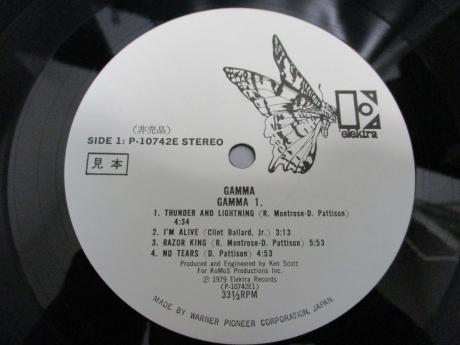 elektra
(非売品)
SIDE 1: P-10742E STEREO
見本
GAMMA
GAMMA 1.
1. THUNDER AND LIGHTNING (R. Montrose-D. Pattison)
4:34
2. I'M ALIVE (Clint Ballard, Jr.) 3:13
3. RAZOR KING (R. Montrose-D. Pattison) 5:53
4. NO TEARS (D. Pattison) 4:53
Produced and Engineered by Ken Scott
For KoMoS Productions Inc.
Ⓟ 1979 Elektra Records
(P-10742E1)
33⅓RPM
MADE BY WARNER PIONEER CORPORATION, JAPAN.